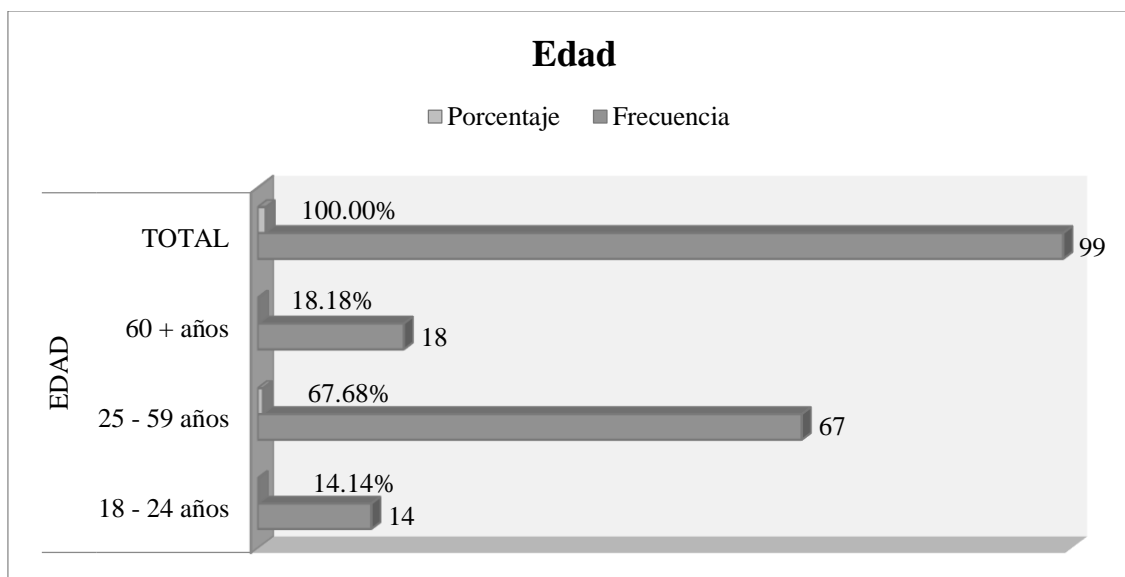 Edad
Porcentaje Frecuencia
EDAD
TOTAL 100.00% 99
60 + años 18.18% 18
25 - 59 años 67.68% 67
18 - 24 años 14.14% 14